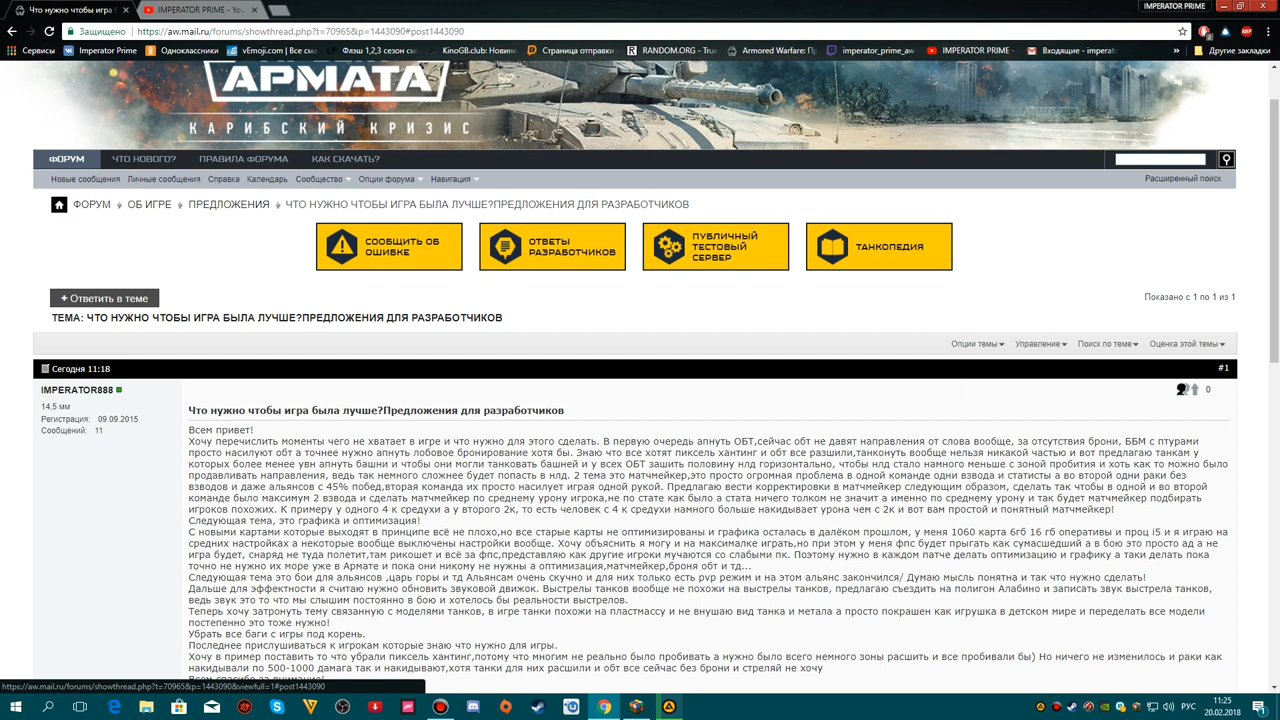 Что нужно чтобы игра б
IMPERATOR PRIME - You
IMPERATOR PRIME
Защищено
https://aw.mail.ru/forums/showthread.php?t=70965&p=1443090#post1443090
Сервисы
Imperator Prime
Одноклассники
vEmoji.com | Все сма
Флэш 1,2,3 сезон см
KinoGB.club: Новинк
Страница отправки
RANDOM.ORG - True
Armored Warfare: Пр
imperator_prime_aw
IMPERATOR PRIME -
Входящие - imperato
»
Другие закладки
АРМАТА
КАРИБСКИЙ КРИЗИС
ФОРУМ ЧТО НОВОГО? ПРАВИЛА ФОРУМА КАК СКАЧАТЬ?
Новые сообщения Личные сообщения Справка Календарь Сообщество Опции форума Навигация
Расширенный поиск
ФОРУМ ОБ ИГРЕ ПРЕДЛОЖЕНИЯ ЧТО НУЖНО ЧТОБЫ ИГРА БЫЛА ЛУЧШЕ?ПРЕДЛОЖЕНИЯ ДЛЯ РАЗРАБОТЧИКОВ
СООБЩИТЬ ОБ
ОШИБКЕ
ОТВЕТЫ
РАЗРАБОТЧИКОВ
ПУБЛИЧНЫЙ
ТЕСТОВЫЙ
СЕРВЕР
ТАНКОПЕДИЯ
+ Ответить в теме
Показано с 1 по 1 из 1
ТЕМА: ЧТО НУЖНО ЧТОБЫ ИГРА БЫЛА ЛУЧШЕ?ПРЕДЛОЖЕНИЯ ДЛЯ РАЗРАБОТЧИКОВ
Опции темы Управление Поиск по теме Оценка этой темы
Сегодня 11:18
#1
IMPERATOR888
14,5 мм
Регистрация: 09.09.2015
Сообщений: 11
0
Что нужно чтобы игра была лучше?Предложения для разработчиков
Всем привет!
Хочу перечислить моменты чего не хватает в игре и что нужно для этого сделать. В первую очередь апнуть ОБТ,сейчас обт не давят направления от слова вообще, за отсутствия брони, ББМ с птурами
просто насилуют обт а точнее нужно апнуть лобовое бронирование хотя бы. Знаю что все хотят пиксель хантинг и обт все разшили,танконуть вообще нельзя никакой частью и вот предлагаю танкам у
которых более менее увн апнуть башни и чтобы они могли танковать башней и у всех ОБТ зашить половину нлд горизонтально, чтобы нлд стало намного меньше с зоной пробития и хоть как то можно было
продавливать направления, ведь так немного сложнее будет попасть в нлд. 2 тема это матчмейкер,это просто огромная проблема в одной команде одни взвода и статисты а во второй одни раки без
взводов и даже альянсов с 45% побед,вторая команда их просто насилует играя одной рукой. Предлагаю вести корректировки в матчмейкер следующим образом, сделать так чтобы в одной и во второй
команде было максимум 2 взвода и сделать матчмейкер по среднему урону игрока,не по стате как было а стата ничего толком не значит а именно по среднему урону и так будет матчмейкер подбирать
игроков похожих. К примеру у одного 4 к средухи а у второго 2к, то есть человек с 4 к средухи намного больше накидывает урона чем с 2к и вот вам простой и понятный матчмейкер!
Следующая тема, это графика и оптимизация!
С новыми картами которые выходят в принципе всё не плохо,но все старые карты не оптимизированы и графика осталась в далёком прошлом, у меня 1060 карта 6гб 16 гб оперативы и проц i5 и я играю на
средних настройках а некоторые вообще выключены настройки вообще. Хочу объяснить я могу и на максималке играть,но при этом у меня фпс будет прыгать как сумасшедший а в бою это просто ад а не
игра будет, снаряд не туда полетит,там рикошет и всё за фпс,представляю как другие игроки мучаются со слабыми пк. Поэтому нужно в каждом патче делать оптимизацию и графику а таки делать пока
точно не нужно их море уже в Армате и пока они никому не нужны а оптимизация,матчмейкер,броня обт и тд...
Следующая тема это бои для альянсов ,царь горы и тд Альянсам очень скучно и для них только есть pvp режим и на этом альянс закончился/ Думаю мысль понятна и так что нужно сделать!
Дальше для эффектности я считаю нужно обновить звуковой движок. Выстрелы танков вообще не похожи на выстрелы танков, предлагаю съездить на полигон Алабино и записать звук выстрела танков,
ведь звук это то что мы слышим постоянно в бою и хотелось бы реальности выстрелов.
Теперь хочу затронуть тему связанную с моделями танков, в игре танки похожи на пластмассу и не внушаю вид танка и метала а просто покрашен как игрушка в детском мире и переделать все модели
постепенно это тоже нужно!
Убрать все баги с игры под корень.
Последнее прислушиваться к игрокам которые знаю что нужно для игры.
Хочу в пример поставить то что убрали пиксель хантинг,потому что многим не реально было пробивать а нужно было всего немного зоны расшить и все пробивали бы) Но ничего не изменилось и раки как
накидывали по 500-1000 дамага так и накидывают,хотя танки для них расшили и обт все сейчас без брони и стреляй не хочу
https://aw.mail.ru/forums/showthread.php?t=70965&p=1443090&viewfull=1#post1443090
РУС
11:25
20.02.2018